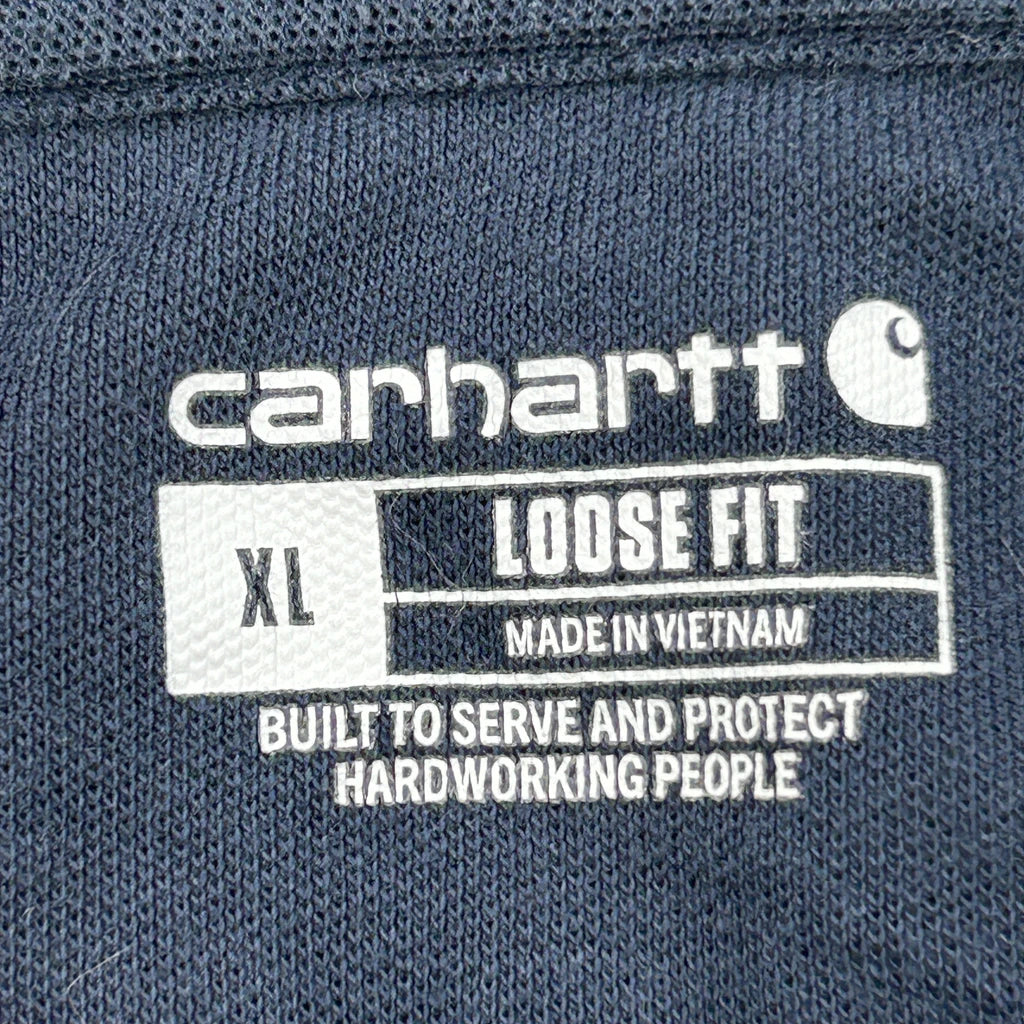 carhartt
XL
LOOSE FIT
MADE IN VIETNAM
BUILT TO SERVE AND PROTECT
HARDWORKING PEOPLE